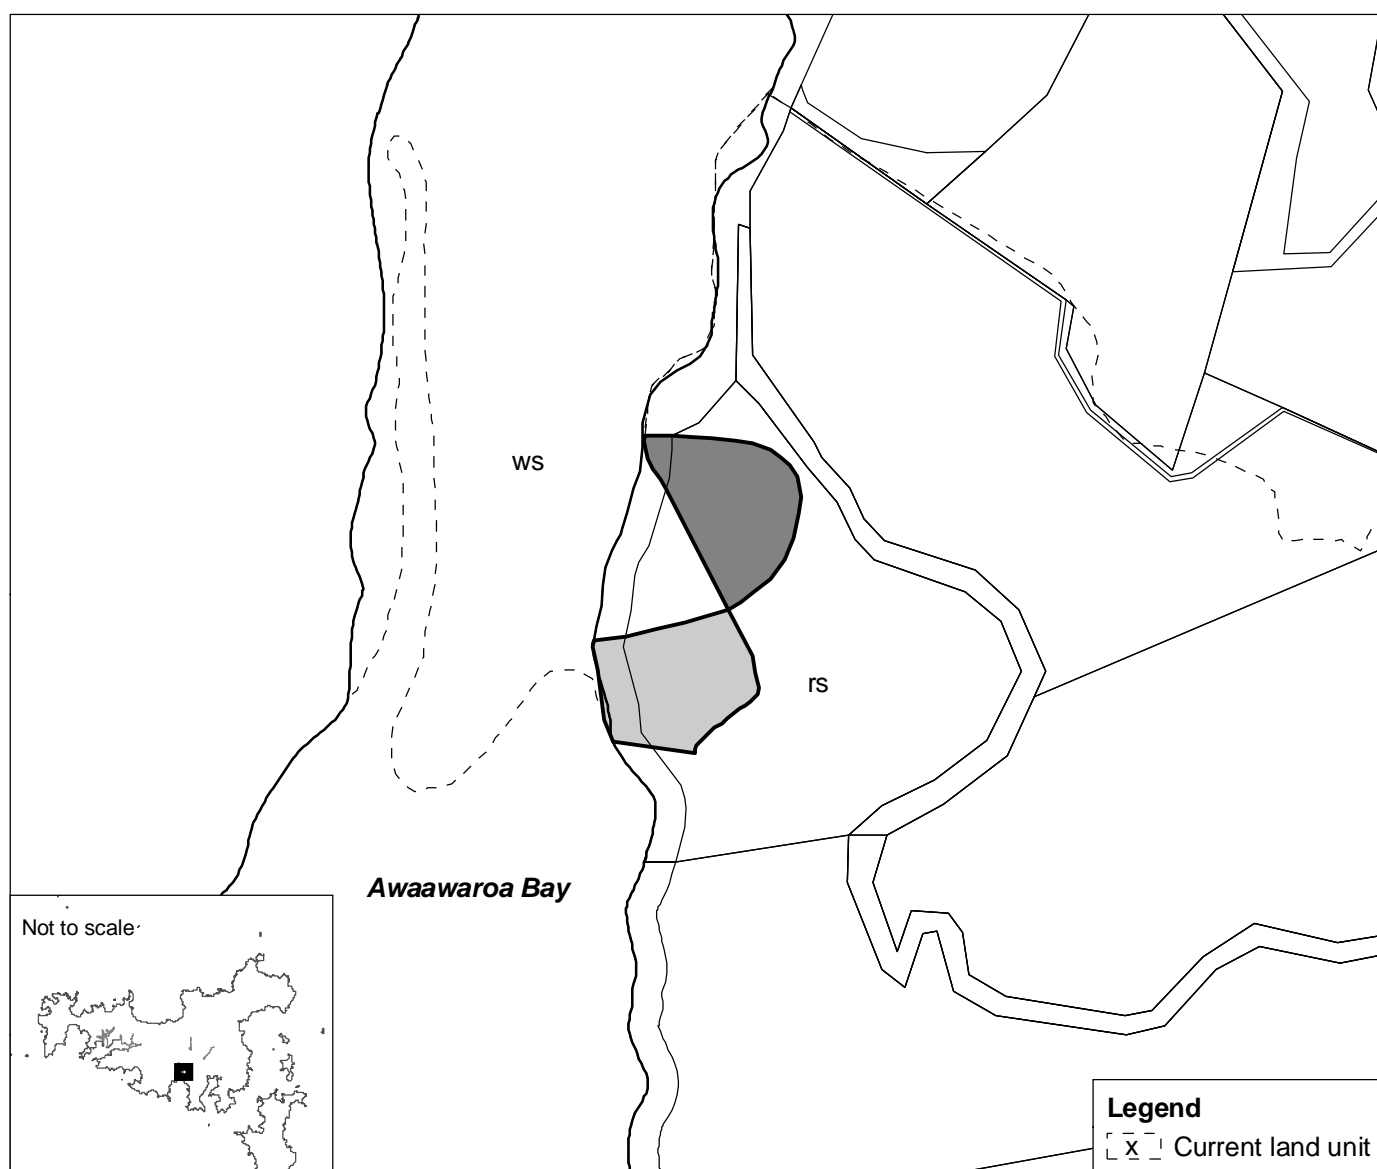 ws
rs
Awaawaroa Bay
Not to scale
Legend
x Current land unit